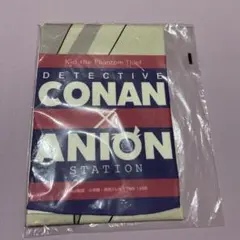 Kid the Phantom Thief
DETECTIVE
CONAN
×
ANION
STATION